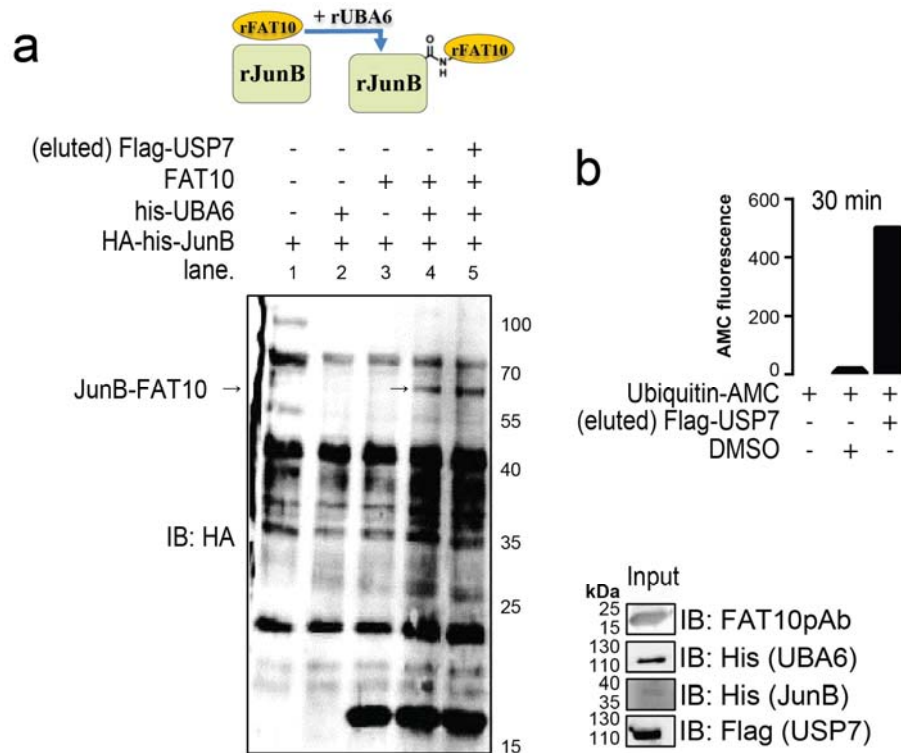 a
rFAT10
+ rUBA6
rJunB
rJunB
O
C
N
H
rFAT10
(eluted) Flag-USP7 - - - - +
FAT10 - - + + +
his-UBA6 - + - + +
HA-his-JunB + + + + +
lane. 1 2 3 4 5
100
70
JunB-FAT10 → →
55
40
IB: HA
35
25
15
b
30 min
AMC fluorescence
600
400
200
0
Ubiquitin-AMC + + +
(eluted) Flag-USP7 - - +
DMSO - + -
kDa Input
25
15
IB: FAT10pAb
130
110
IB: His (UBA6)
40
35
IB: His (JunB)
130
110
IB: Flag (USP7)